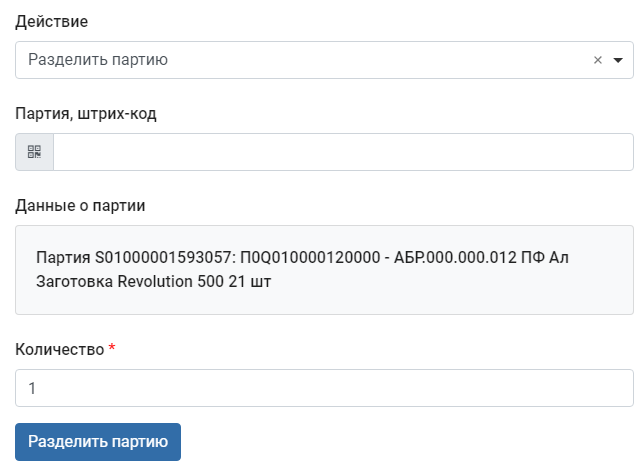 Действие
Разделить партию
Партия, штрих-код
Данные о партии
Партия S01000001593057: П0Q010000120000 - АБР.000.000.012 ПФ Ал
Заготовка Revolution 500 21 шт
Количество *
1
Разделить партию